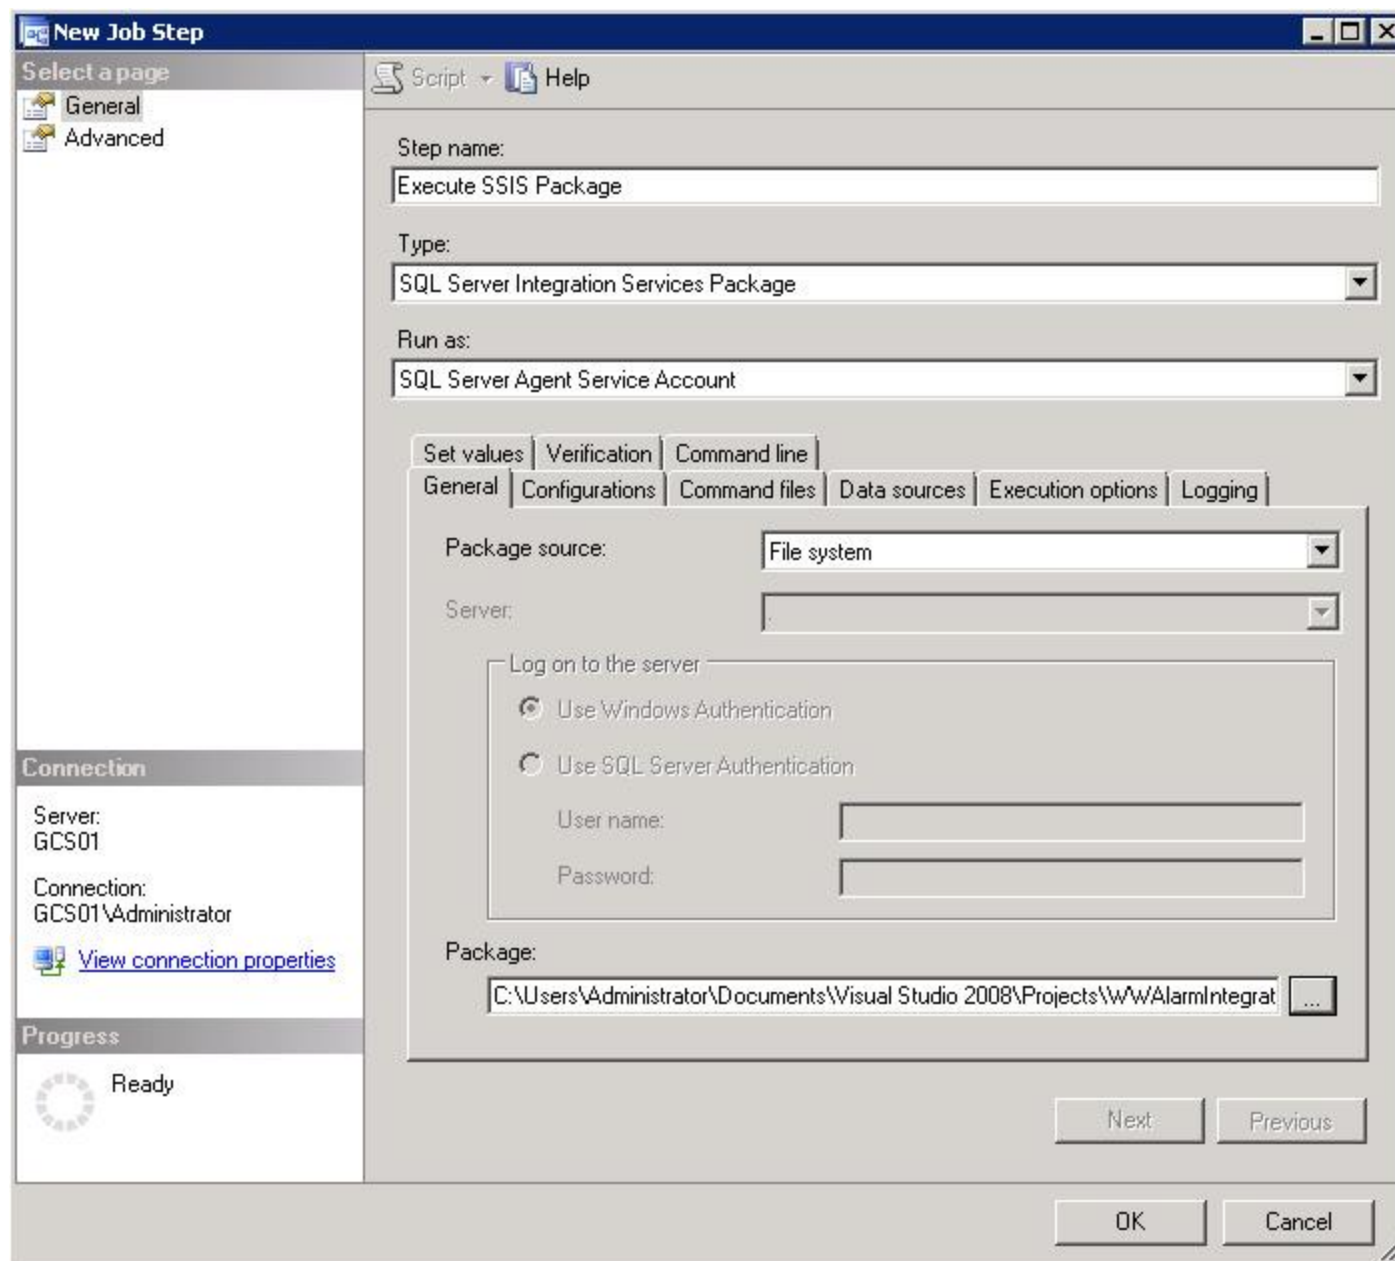 New Job Step
Select a page
General
Advanced
Script
Help
Step name:
Execute SSIS Package
Type:
SQL Server Integration Services Package
Run as:
SQL Server Agent Service Account
Set values Verification Command line
General Configurations Command files Data sources Execution options Logging
Package source: File system
Server: .
Log on to the server
Use Windows Authentication
Use SQL Server Authentication
User name:
Password:
Package:
C:\Users\Administrator\Documents\Visual Studio 2008\Projects\WWAlarmIntegrat ...
Connection
Server:
GCS01
Connection:
GCS01\Administrator
View connection properties
Progress
Ready
Next Previous
OK Cancel